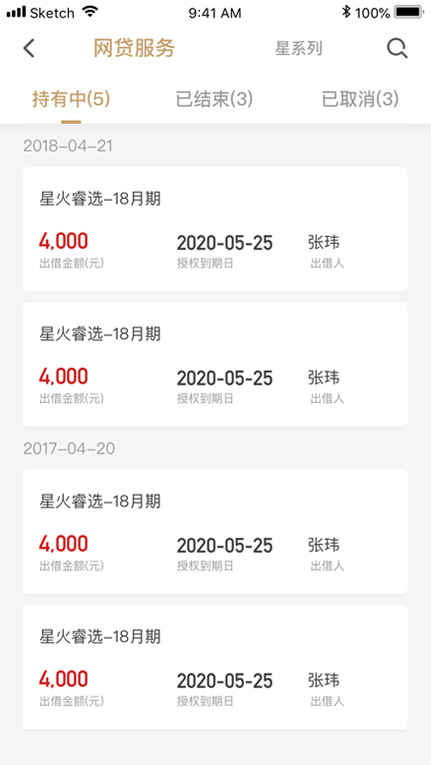 Sketch 9:41 AM 100%
网贷服务 星系列
持有中(5) 已结束(3) 已取消(3)
2018-04-21
星火睿选-18月期
4,000 2020-05-25 张玮
出借金额(元) 授权到期日 出借人
星火睿选-18月期
4,000 2020-05-25 张玮
出借金额(元) 授权到期日 出借人
2017-04-20
星火睿选-18月期
4,000 2020-05-25 张玮
出借金额(元) 授权到期日 出借人
星火睿选-18月期
4,000 2020-05-25 张玮
出借金额(元) 授权到期日 出借人